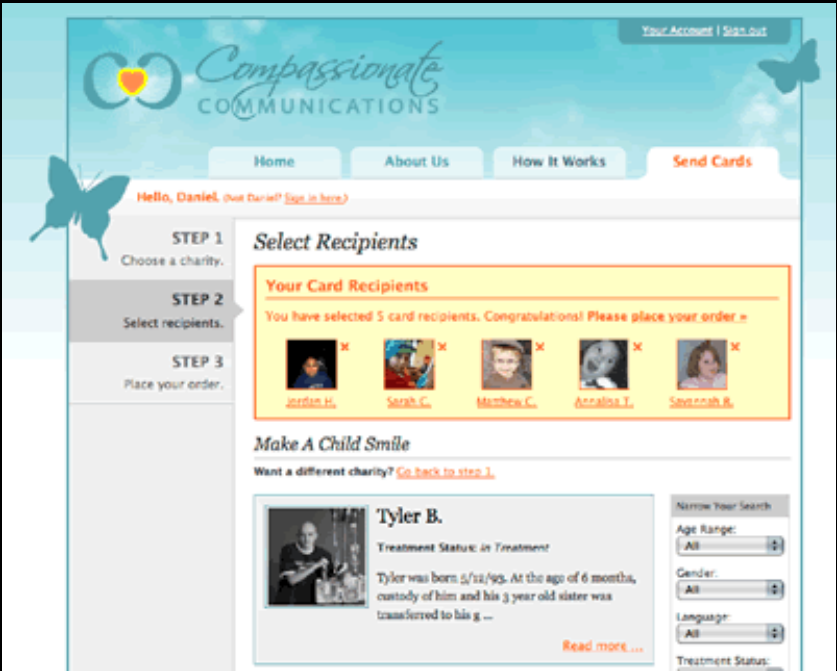 Your Account | Sign out
Compassionate
COMMUNICATIONS
Home
About Us
How It Works
Send Cards
Hello, Daniel. (Not Daniel? Sign in here.)
STEP 1
Choose a charity.
STEP 2
Select recipients.
STEP 3
Place your order.
Select Recipients
Your Card Recipients
You have selected 5 card recipients. Congratulations! Please place your order »
Jordan H.
Sarah C.
Matthew C.
Annalise T.
Savannah R.
Make A Child Smile
Want a different charity? Go back to step 1.
Tyler B.
Treatment Status: In Treatment
Tyler was born 5/12/93. At the age of 6 months,
custody of him and his 3 year old sister was
transferred to his g ...
Read more ...
Narrow Your Search
Age Range:
All
Gender:
All
Language:
All
Treatment Status: